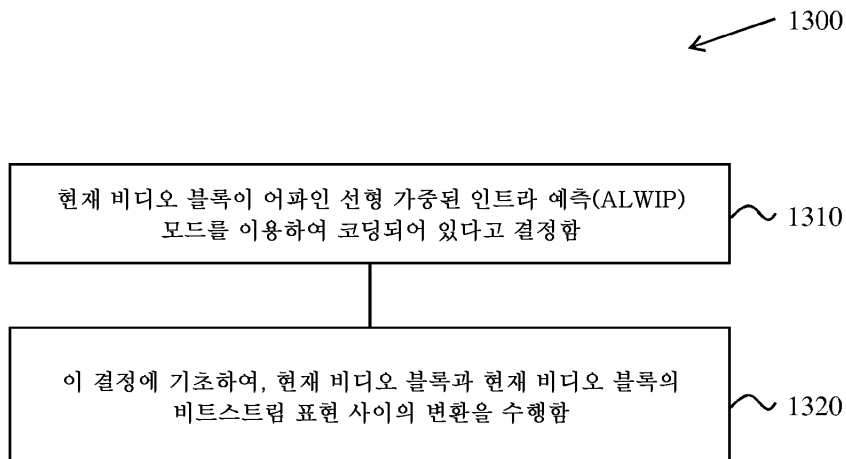 1300
현재 비디오 블록이 어파인 선형 가중된 인트라 예측(ALWIP)
모드를 이용하여 코딩되어 있다고 결정함
1310
이 결정에 기초하여, 현재 비디오 블록과 현재 비디오 블록의
비트스트림 표현 사이의 변환을 수행함
1320